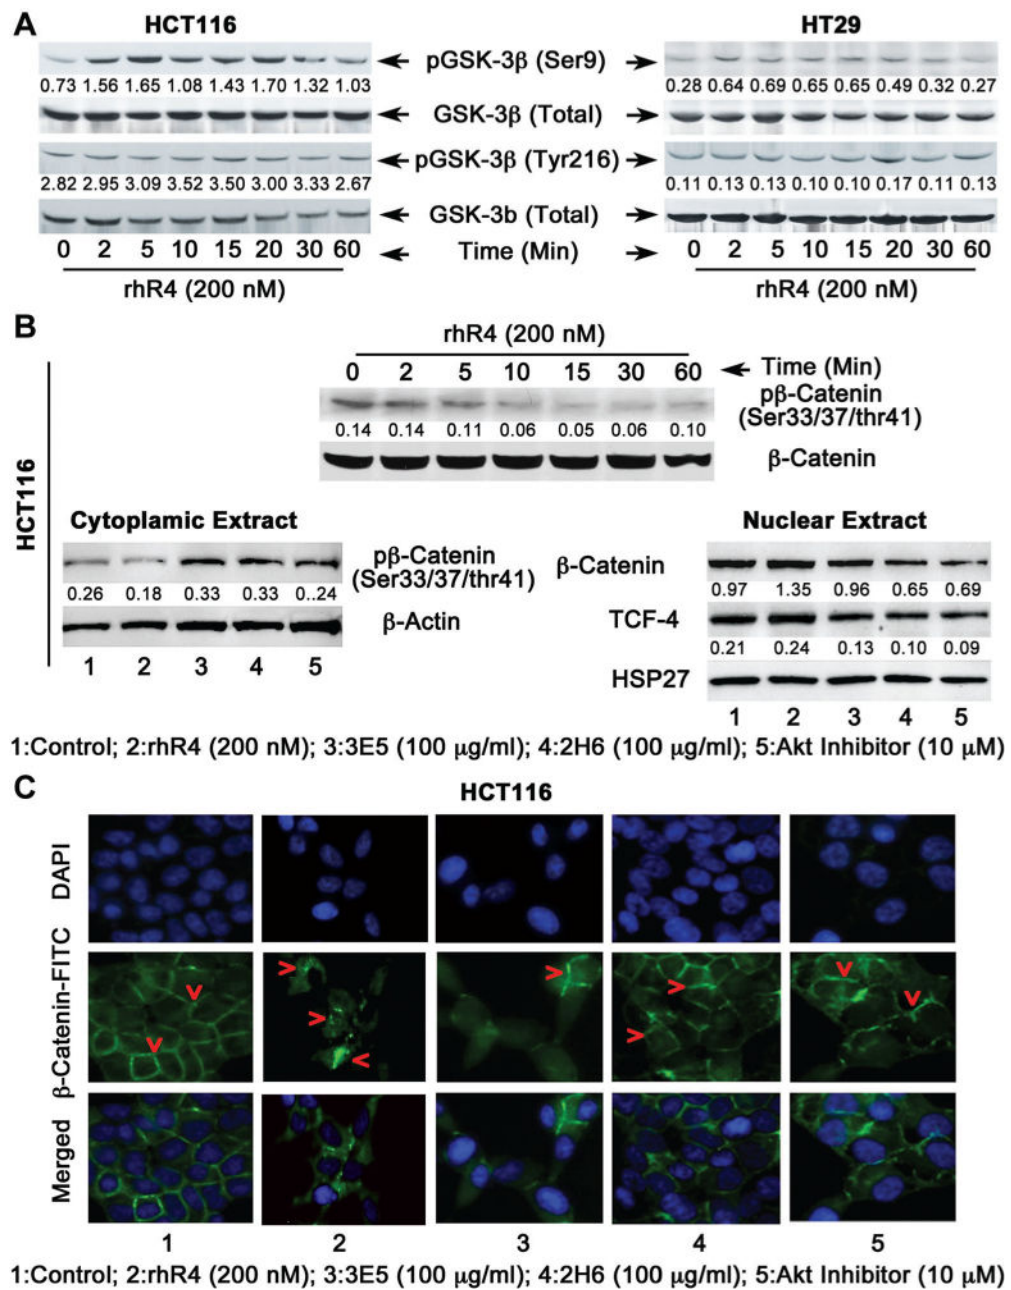 A
HCT116
HT29
pGSK-3β (Ser9)
0.73 1.56 1.65 1.08 1.43 1.70 1.32 1.03
0.28 0.64 0.69 0.65 0.65 0.49 0.32 0.27
GSK-3β (Total)
pGSK-3β (Tyr216)
2.82 2.95 3.09 3.52 3.50 3.00 3.33 2.67
0.11 0.13 0.13 0.10 0.10 0.17 0.11 0.13
GSK-3b (Total)
0 2 5 10 15 20 30 60
Time (Min)
0 2 5 10 15 20 30 60
rhR4 (200 nM)
rhR4 (200 nM)
B
HCT116
rhR4 (200 nM)
0 2 5 10 15 30 60
Time (Min)
pβ-Catenin
(Ser33/37/thr41)
0.14 0.14 0.11 0.06 0.05 0.06 0.10
β-Catenin
Cytoplamic Extract
pβ-Catenin
(Ser33/37/thr41)
0.26 0.18 0.33 0.33 0..24
β-Actin
1 2 3 4 5
Nuclear Extract
β-Catenin
0.97 1.35 0.96 0.65 0.69
TCF-4
0.21 0.24 0.13 0.10 0.09
HSP27
1 2 3 4 5
1:Control; 2:rhR4 (200 nM); 3:3E5 (100 μg/ml); 4:2H6 (100 μg/ml); 5:Akt Inhibitor (10 μM)
C
HCT116
DAPI
β-Catenin-FITC
Merged
1 2 3 4 5
1:Control; 2:rhR4 (200 nM); 3:3E5 (100 μg/ml); 4:2H6 (100 μg/ml); 5:Akt Inhibitor (10 μM)